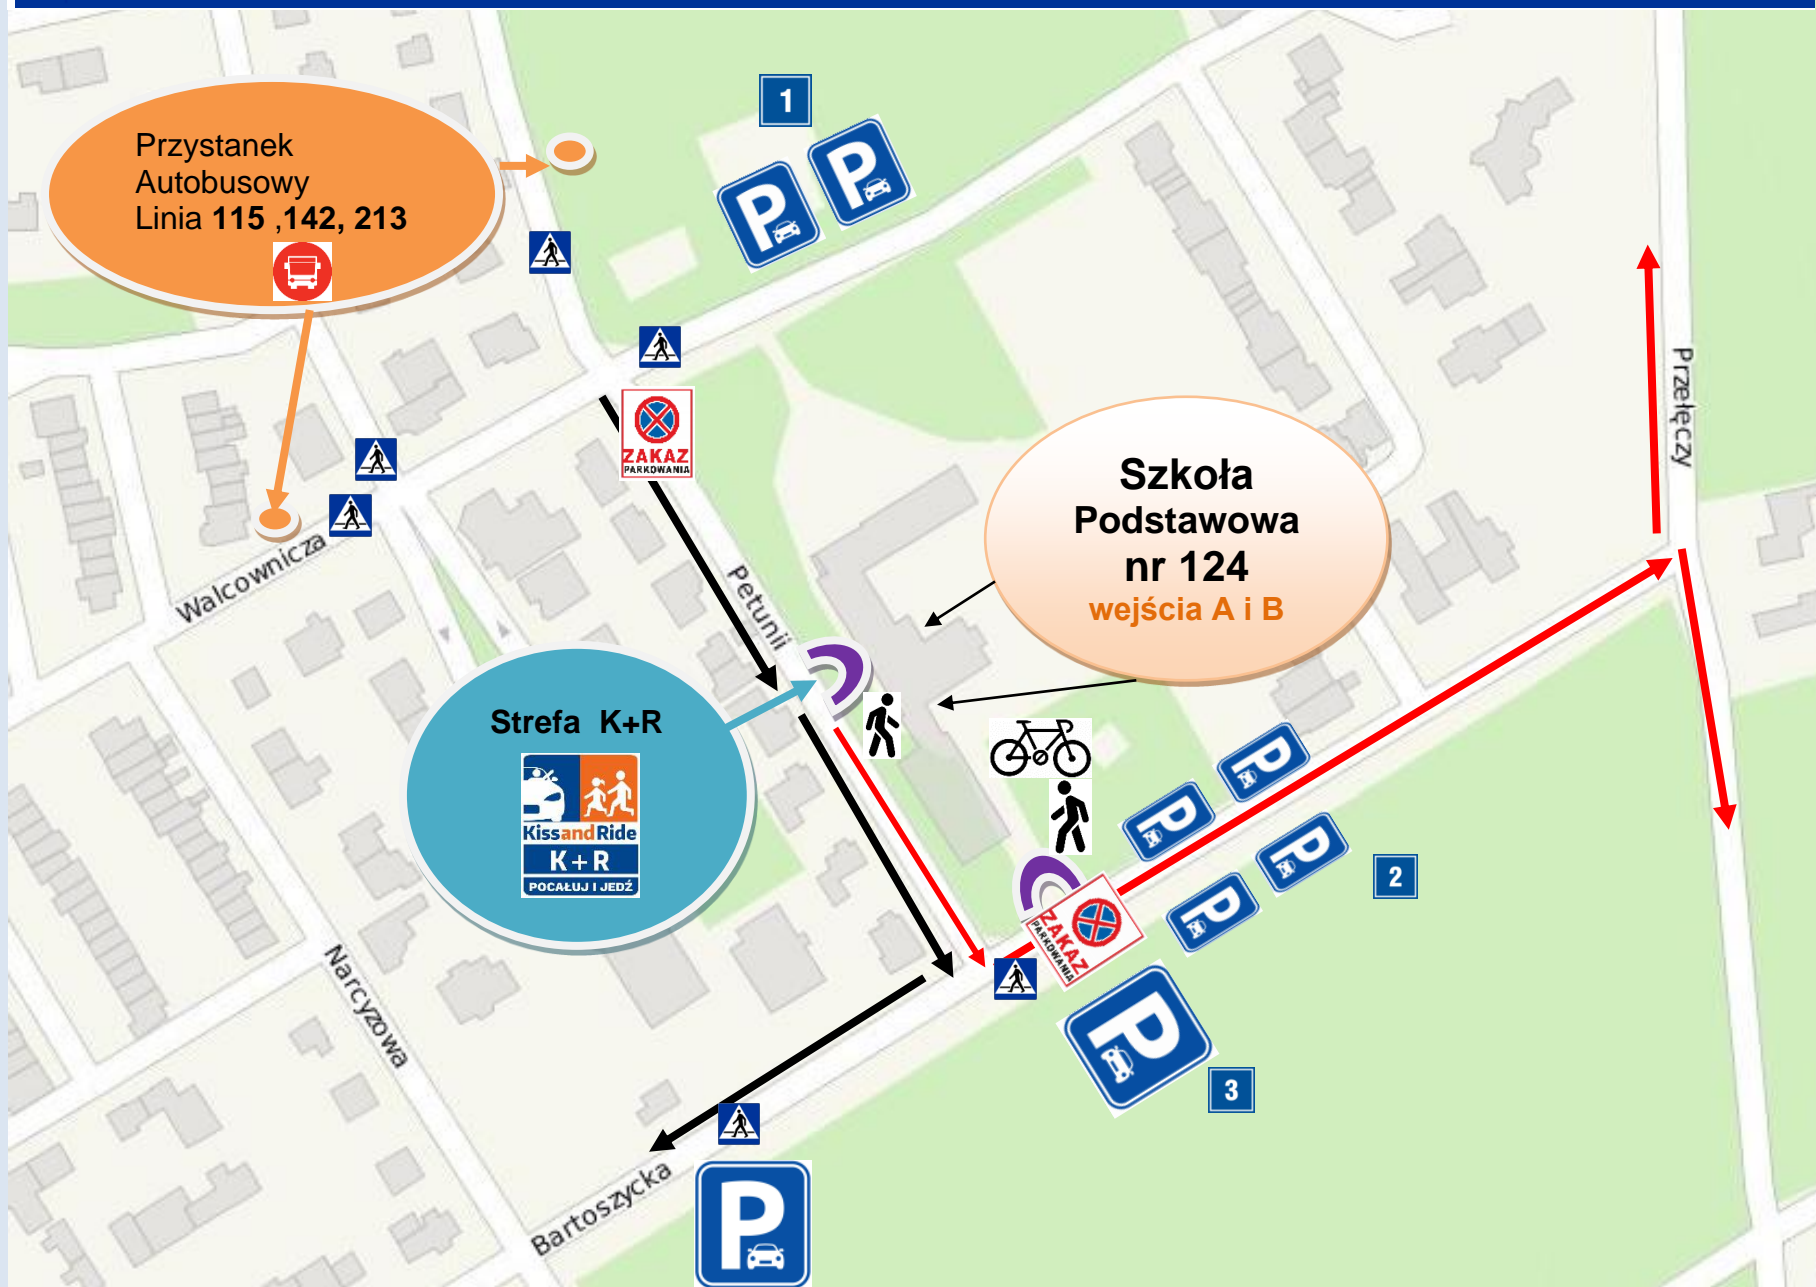 1
Przystanek
Autobusowy
Linia 115 ,142, 213
P
P
ZAKAZ
PARKOWANIA
Przełęczy
Szkoła
Podstawowa
nr 124
wejścia A i B
Walcownicza
Petunii
Strefa K+R
KissandRide
K+R
POCAŁUJ I JEDŹ
P
P
P
P
2
ZAKAZ
PARKOWANIA
Narcyzowa
P
3
Bartoszycka
P